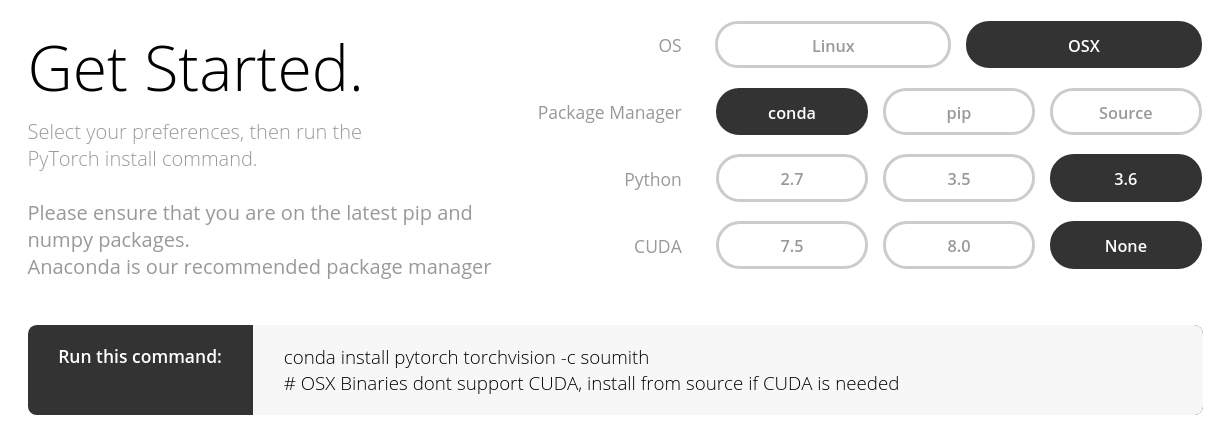 Get Started.
Select your preferences, then run the
PyTorch install command.
Please ensure that you are on the latest pip and
numpy packages.
Anaconda is our recommended package manager
OS Linux OSX
Package Manager conda pip Source
Python 2.7 3.5 3.6
CUDA 7.5 8.0 None
Run this command: conda install pytorch torchvision -c soumith
# OSX Binaries dont support CUDA, install from source if CUDA is needed